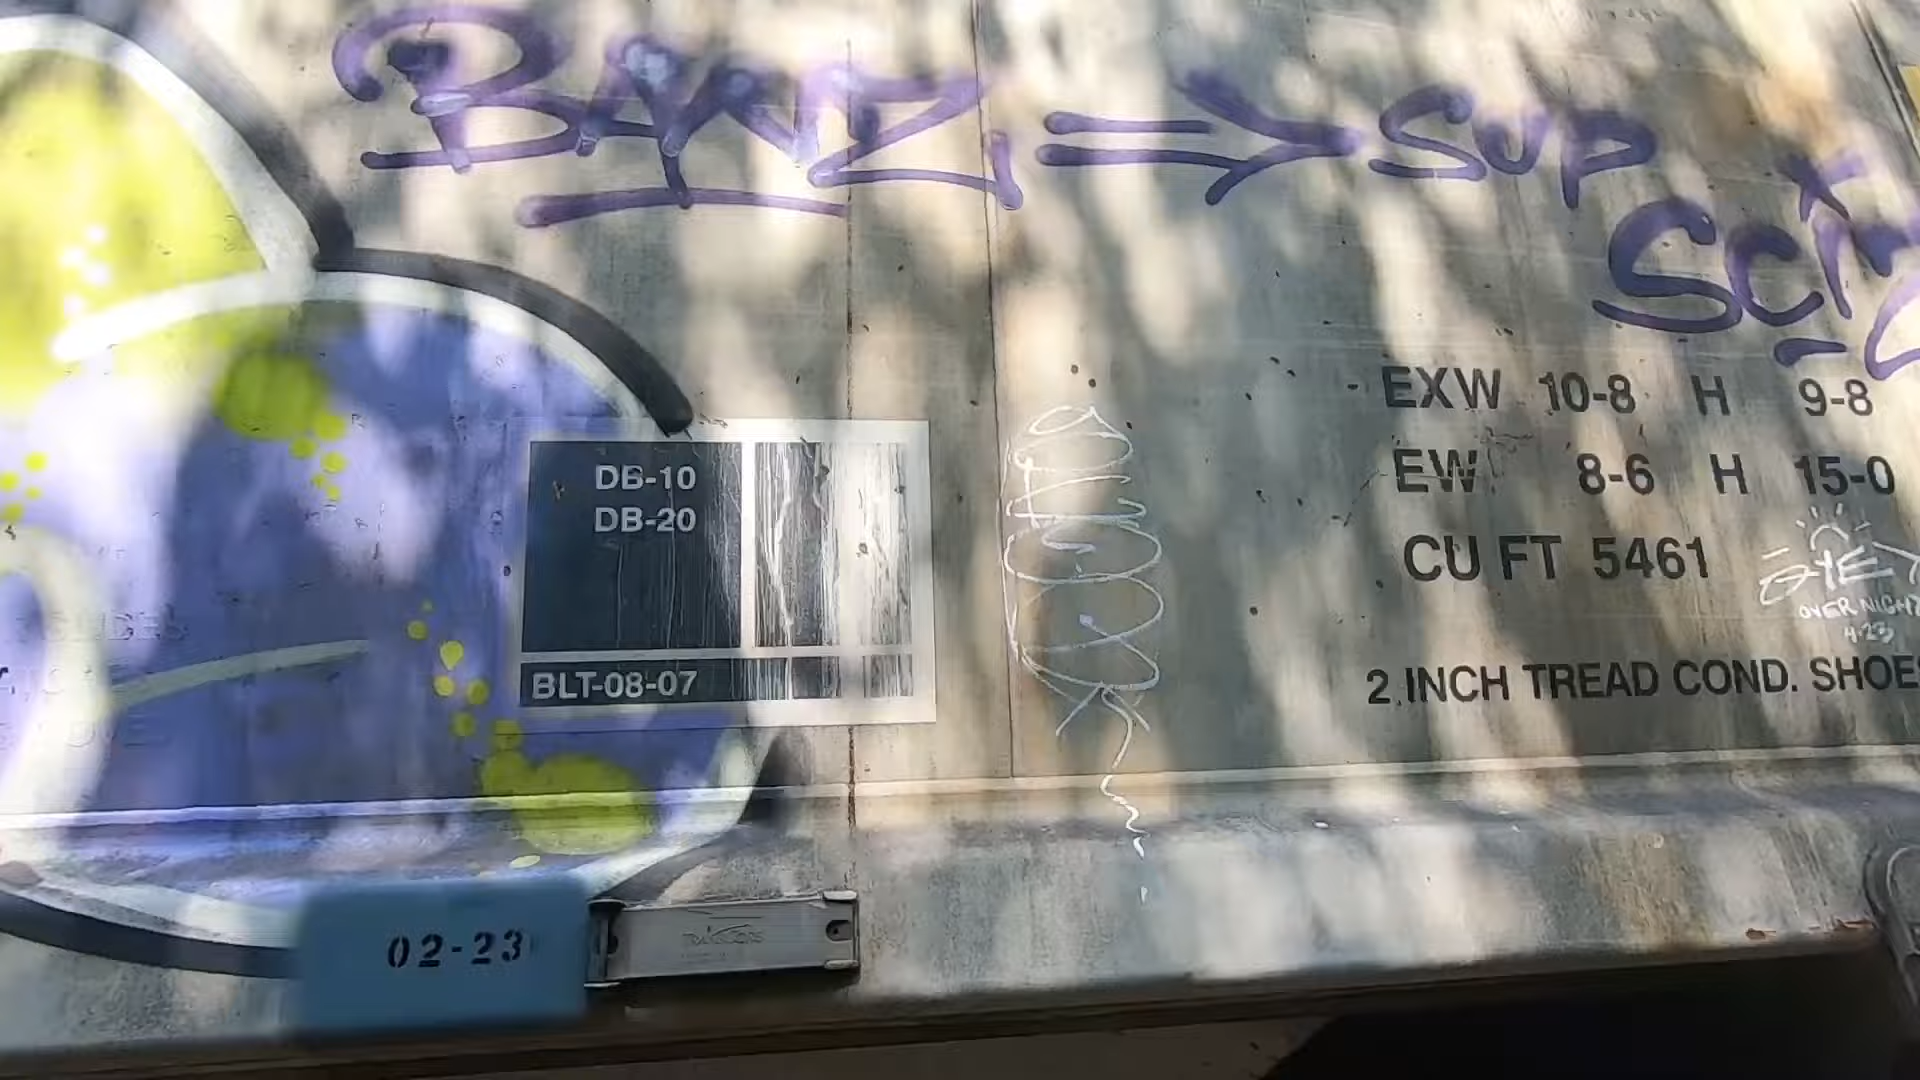 BANZ => SUP
EXW 10-8 H 9-8
EW 8-6 H 15-0
CU FT 5461
OVER NIGHT
4-23
2 INCH TREAD COND. SHOES
DB-10
DB-20
BLT-08-07
02-23